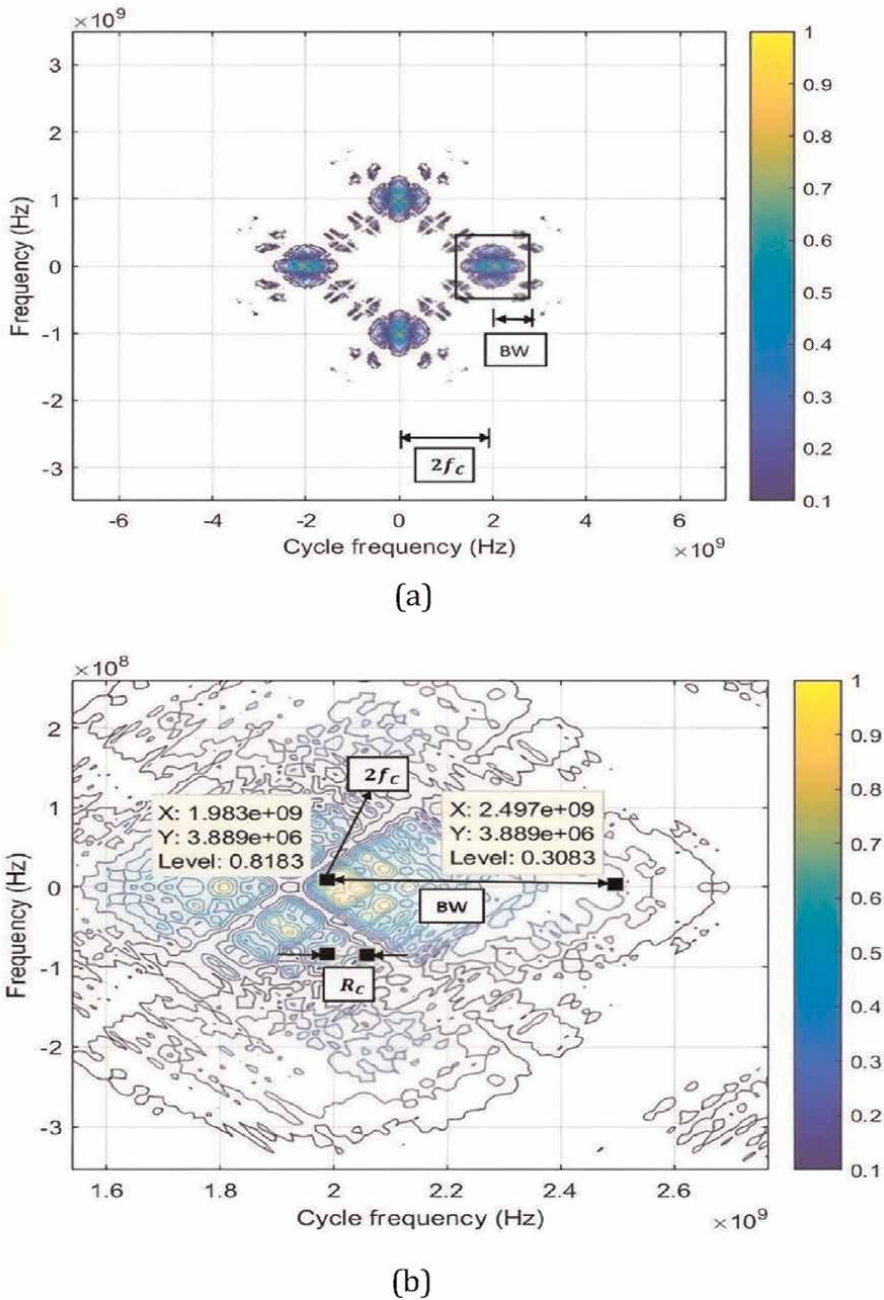 ×10⁹
3
2
1
0
-1
-2
-3
Frequency (Hz)
BW
2f_C
-6 -4 -2 0 2 4 6
Cycle frequency (Hz)
×10⁹
1
0.9
0.8
0.7
0.6
0.5
0.4
0.3
0.2
0.1
(a)
×10⁸
2
1
0
-1
-2
-3
Frequency (Hz)
2f_C
X: 1.983e+09
Y: 3.889e+06
Level: 0.8183
X: 2.497e+09
Y: 3.889e+06
Level: 0.3083
BW
R_C
1.6 1.8 2 2.2 2.4 2.6
Cycle frequency (Hz)
×10⁹
1
0.9
0.8
0.7
0.6
0.5
0.4
0.3
0.2
0.1
(b)